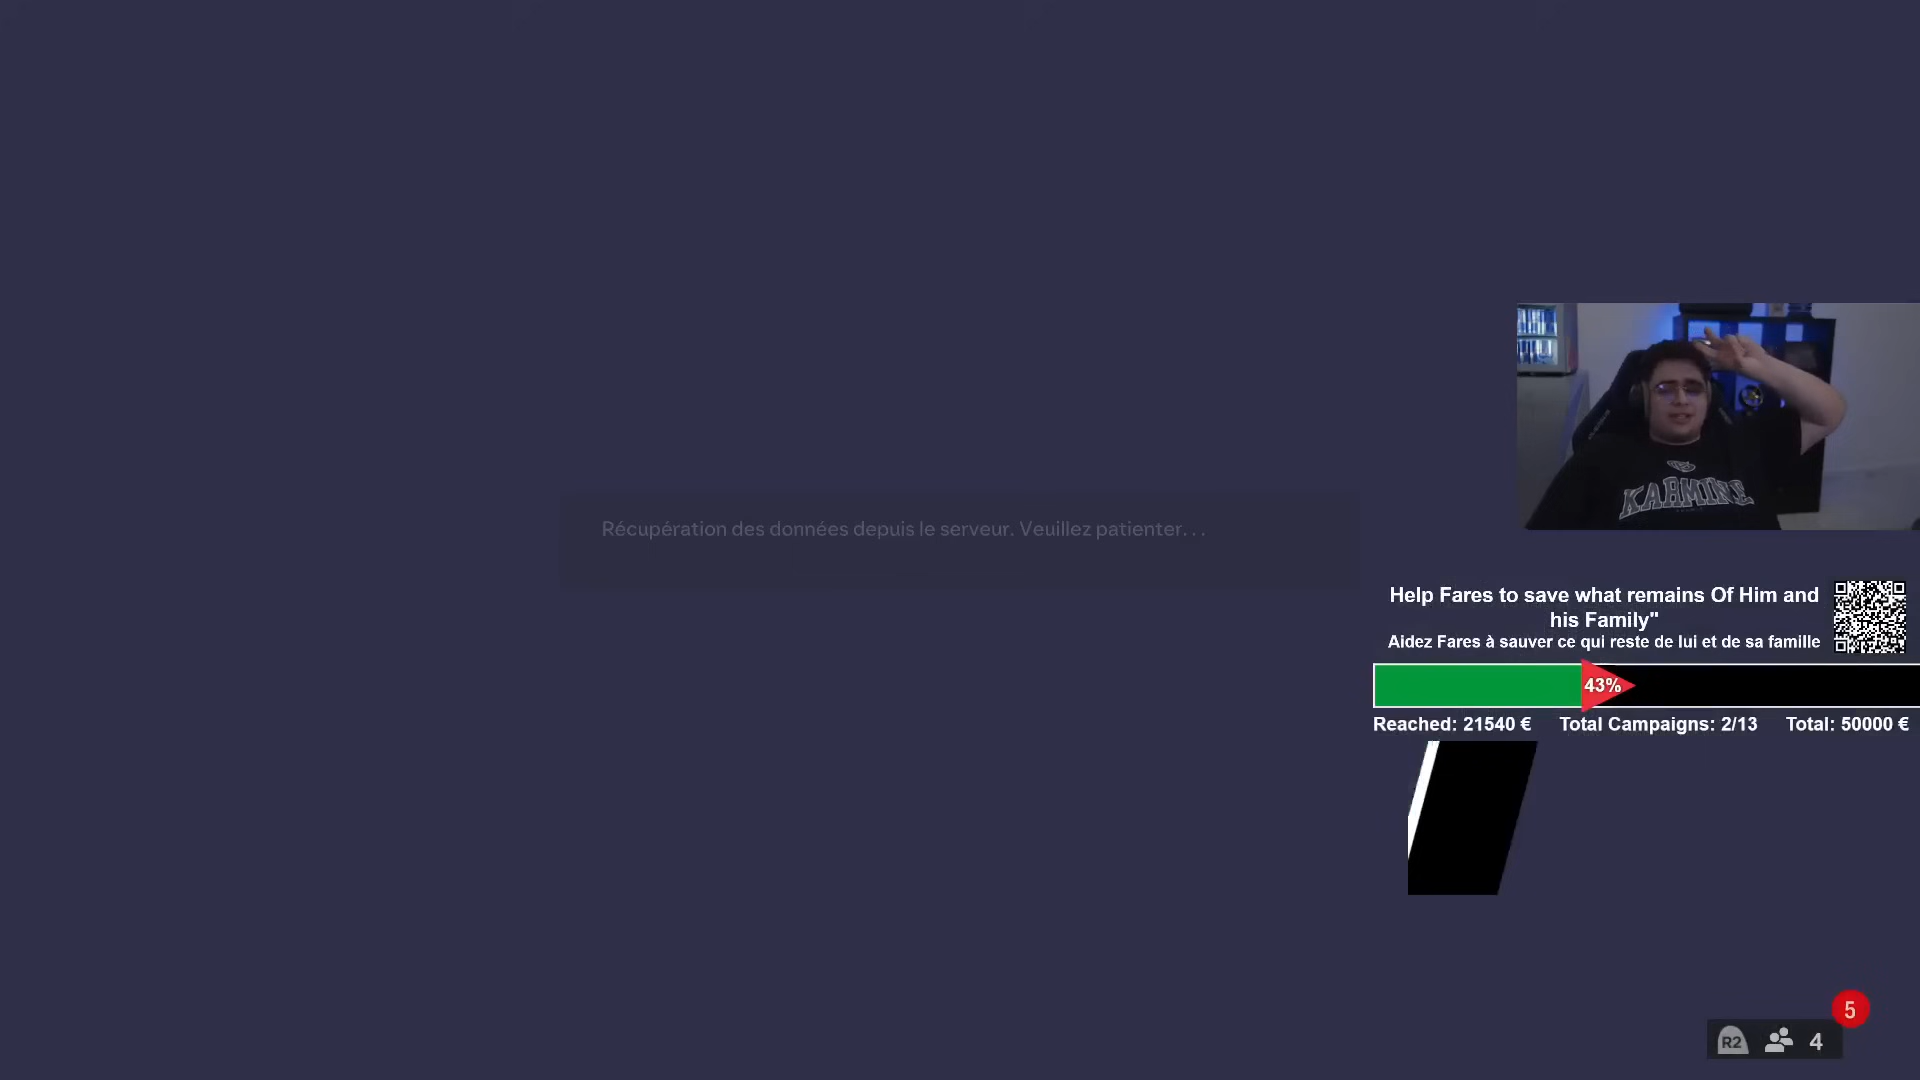 KARMINE
Récupération des données depuis le serveur. Veuillez patienter...
Help Fares to save what remains Of Him and
his Family"
Aidez Fares à sauver ce qui reste de lui et de sa famille
43%
Reached: 21540 € Total Campaigns: 2/13 Total: 50000 €
5
R2 4